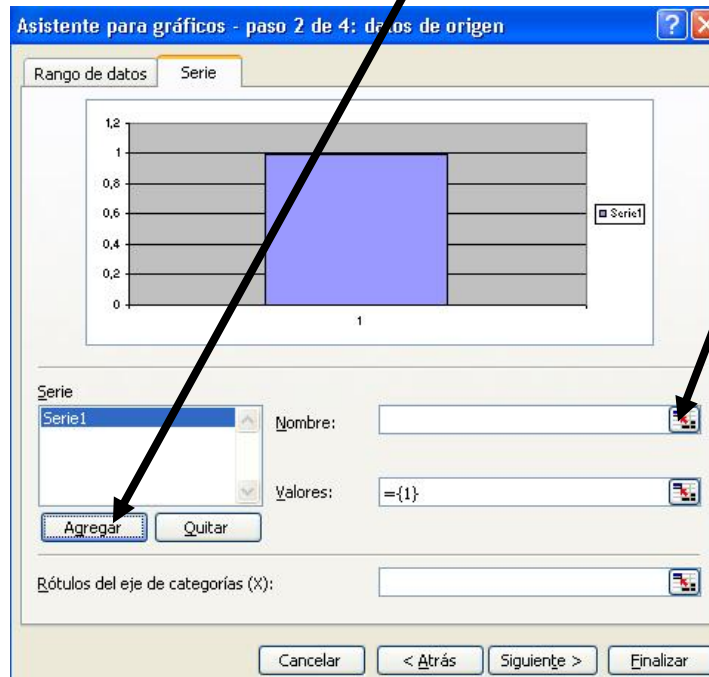 Asistente para gráficos - paso 2 de 4: datos de origen
Rango de datos
Serie
1,2
1
0,8
0,6
0,4
0,2
0
1
Serie1
Serie
Serie1
Nombre:
Valores:
={1}
Agregar
Quitar
Rótulos del eje de categorías (X):
Cancelar
< Atrás
Siguiente >
Finalizar